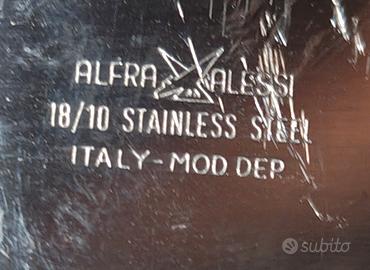 ALFRA ALESSI
18/10 STAINLESS STEEL
ITALY-MOD. DEP.
subito